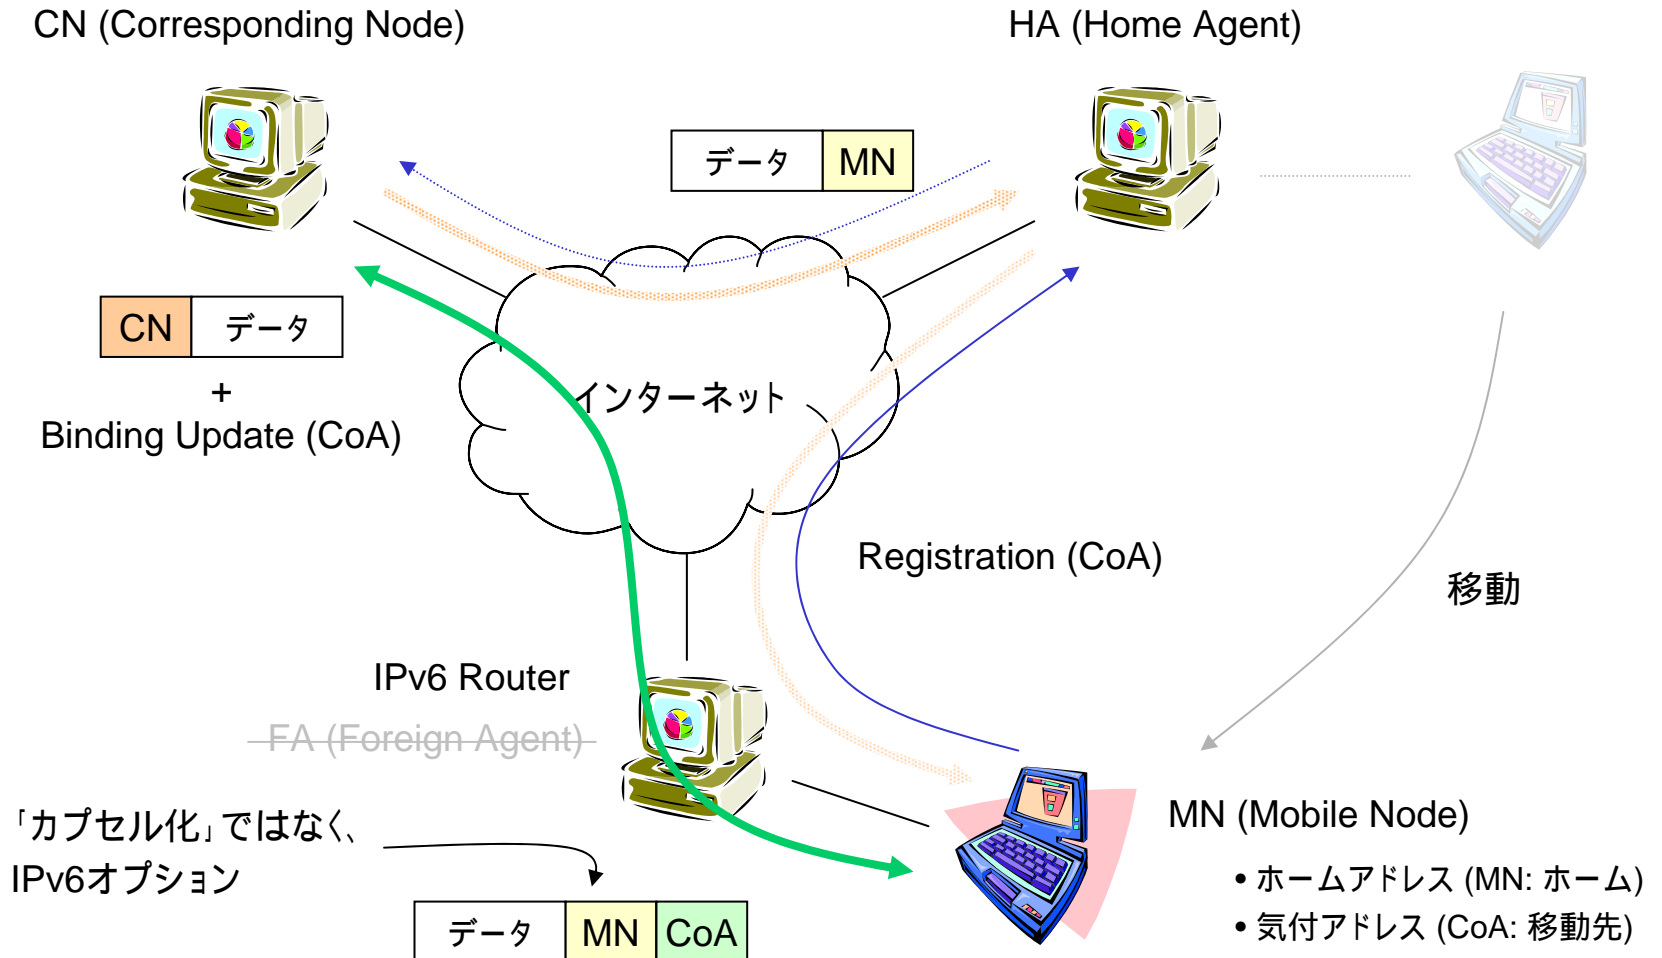 CN (Corresponding Node)
HA (Home Agent)
データ MN
CN データ
+
Binding Update (CoA)
インターネット
Registration (CoA)
移動
IPv6 Router
FA (Foreign Agent)
「カプセル化」ではなく、
IPv6オプション
データ MN CoA
MN (Mobile Node)
• ホームアドレス (MN: ホーム)
• 気付アドレス (CoA: 移動先)